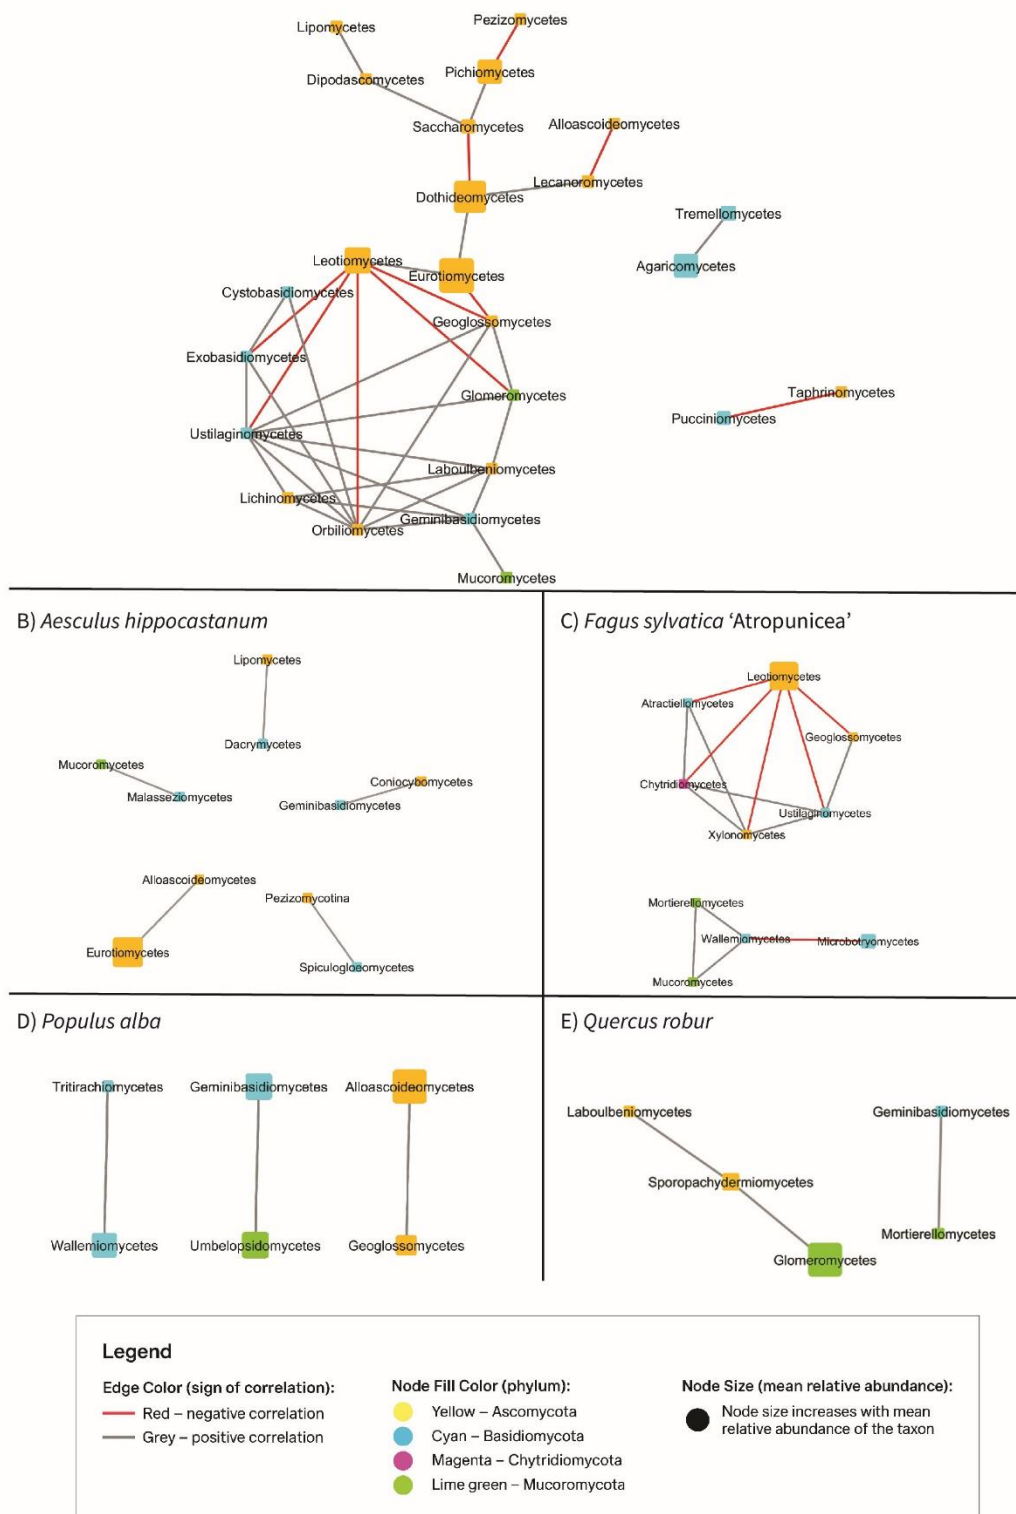 Lipomycetes
Pezizomycetes
Dipodascomycetes
Pichiomycetes
Saccharomycetes
Alloascoideomycetes
Lecanoromycetes
Dothideomycetes
Tremellomycetes
Agaricomycetes
Leotiomycetes
Eurotiomycetes
Cystobasidiomycetes
Geoglossomycetes
Exobasidiomycetes
Glomeromycetes
Taphrinomycetes
Pucciniomycetes
Ustilaginomycetes
Laboulbeniomycetes
Lichinomycetes
Geminibasidiomycetes
Orbiliomycetes
Mucoromycetes
B) Aesculus hippocastanum
Lipomycetes
Dacrymycetes
Mucoromycetes
Malasseziomycetes
Coniocybomycetes
Geminibasidiomycetes
Alloascoideomycetes
Pezizomycotina
Eurotiomycetes
Spiculogloeomycetes
C) Fagus sylvatica ‘Atropunicea’
Leotiomycetes
Atractiellomycetes
Geoglossomycetes
Chytridiomycetes
Ustilaginomycetes
Xylonomycetes
Mortierellomycetes
Wallemiomycetes
Microbotryomycetes
Mucoromycetes
D) Populus alba
Tritirachiomycetes
Geminibasidiomycetes
Alloascoideomycetes
Wallemiomycetes
Umbelopsidomycetes
Geoglossomycetes
E) Quercus robur
Laboulbeniomycetes
Geminibasidiomycetes
Sporopachydermiomycetes
Mortierellomycetes
Glomeromycetes
Legend
Edge Color (sign of correlation):
Red – negative correlation
Grey – positive correlation
Node Fill Color (phylum):
Yellow – Ascomycota
Cyan – Basidiomycota
Magenta – Chytridiomycota
Lime green – Mucoromycota
Node Size (mean relative abundance):
Node size increases with mean
relative abundance of the taxon